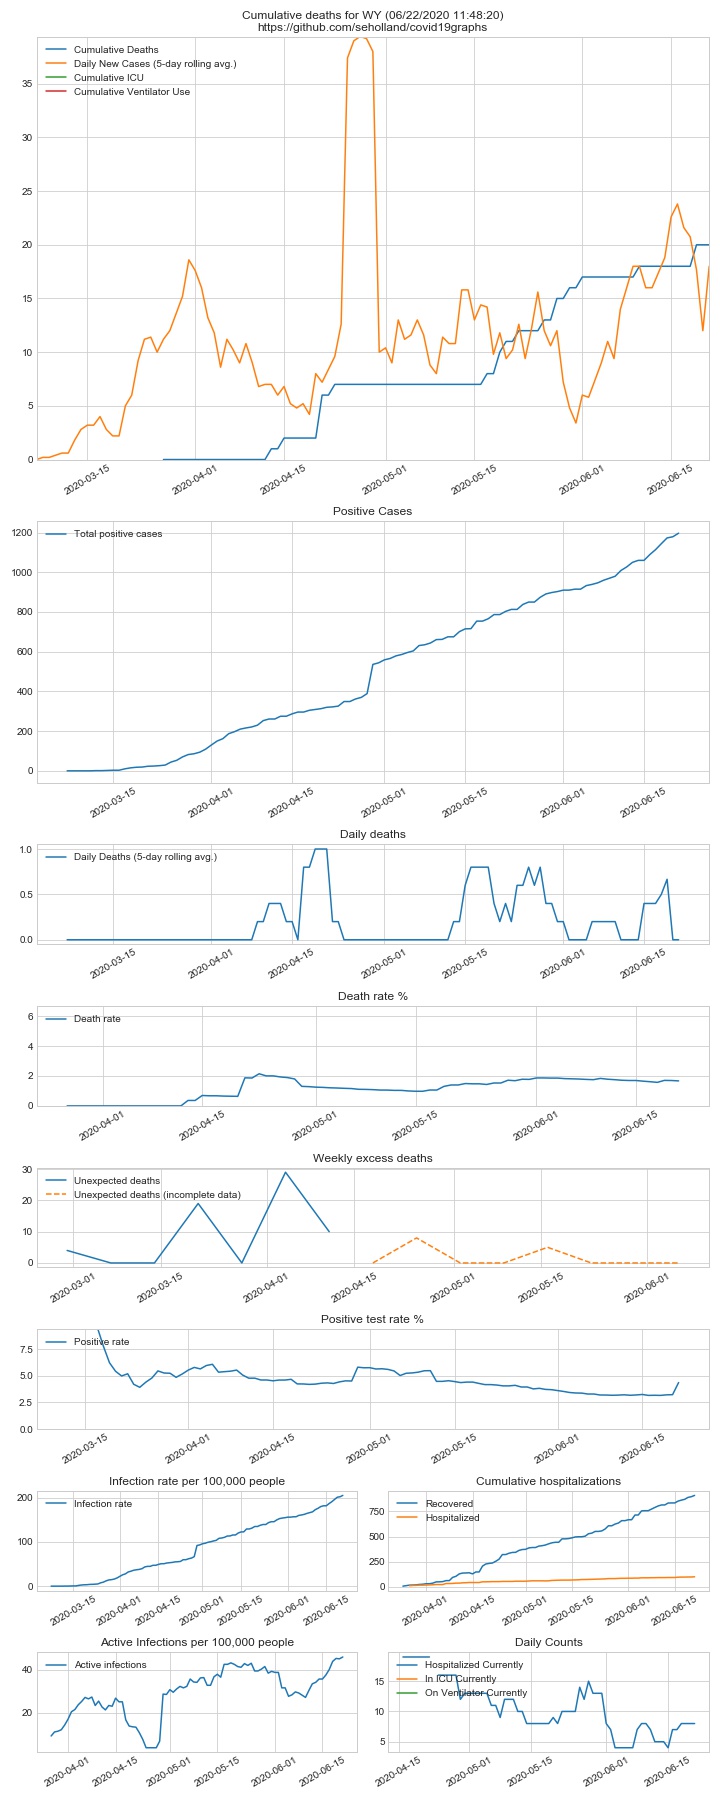 Cumulative deaths for WY (06/22/2020 11:48:20)
https://github.com/seholland/covid19graphs
Cumulative Deaths
Daily New Cases (5-day rolling avg.)
Cumulative ICU
Cumulative Ventilator Use
35
30
25
20
15
10
5
0
2020-03-15 2020-04-01 2020-04-15 2020-05-01 2020-05-15 2020-06-01 2020-06-15
Positive Cases
Total positive cases
1200
1000
800
600
400
200
0
2020-03-15 2020-04-01 2020-04-15 2020-05-01 2020-05-15 2020-06-01 2020-06-15
Daily deaths
Daily Deaths (5-day rolling avg.)
1.0
0.5
0.0
2020-03-15 2020-04-01 2020-04-15 2020-05-01 2020-05-15 2020-06-01 2020-06-15
Death rate %
Death rate
6
4
2
0
2020-04-01 2020-04-15 2020-05-01 2020-05-15 2020-06-01 2020-06-15
Weekly excess deaths
Unexpected deaths
Unexpected deaths (incomplete data)
30
20
10
0
2020-03-01 2020-03-15 2020-04-01 2020-04-15 2020-05-01 2020-05-15 2020-06-01
Positive test rate %
Positive rate
7.5
5.0
2.5
0.0
2020-03-15 2020-04-01 2020-04-15 2020-05-01 2020-05-15 2020-06-01 2020-06-15
Infection rate per 100,000 people
Infection rate
200
100
0
2020-03-15 2020-04-01 2020-04-15 2020-05-01 2020-05-15 2020-06-01 2020-06-15
Cumulative hospitalizations
Recovered
Hospitalized
750
500
250
0
2020-04-01 2020-04-15 2020-05-01 2020-05-15 2020-06-01 2020-06-15
Active Infections per 100,000 people
Active infections
40
20
2020-04-01 2020-04-15 2020-05-01 2020-05-15 2020-06-01 2020-06-15
Daily Counts
Hospitalized Currently
In ICU Currently
On Ventilator Currently
15
10
5
2020-04-15 2020-05-01 2020-05-15 2020-06-01 2020-06-15